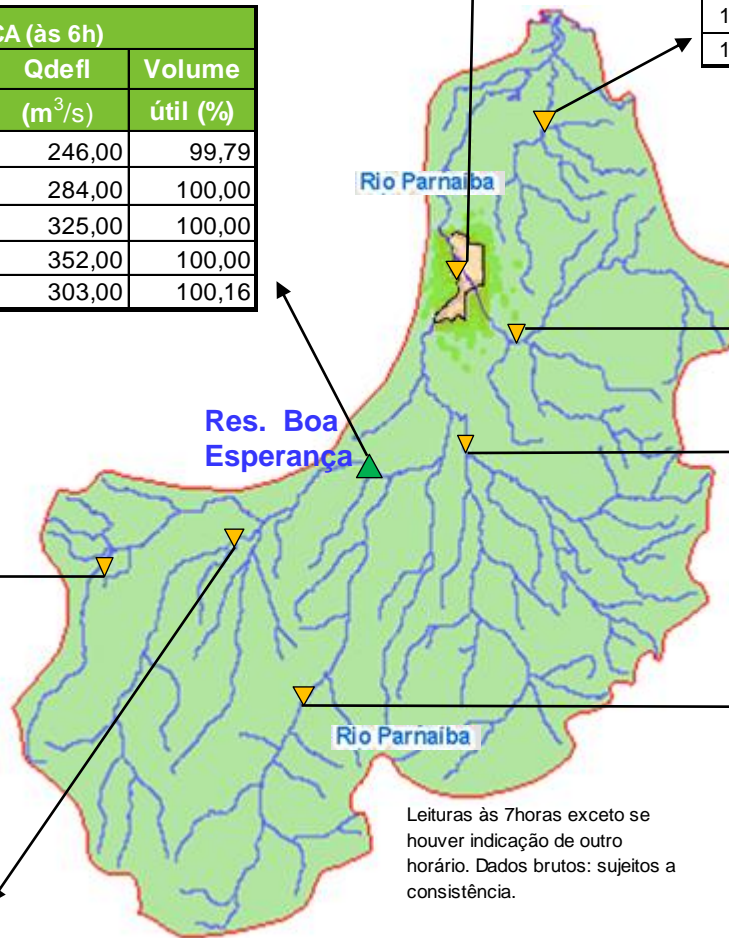 CA (às 6h)
Qdefl Volume
(m³/s) útil (%)
246,00 99,79
284,00 100,00
325,00 100,00
352,00 100,00
303,00 100,16
1
1
Rio Parnaíba
Res. Boa
Esperança
Rio Parnaíba
Leituras às 7horas exceto se
houver indicação de outro
horário. Dados brutos: sujeitos a
consistência.